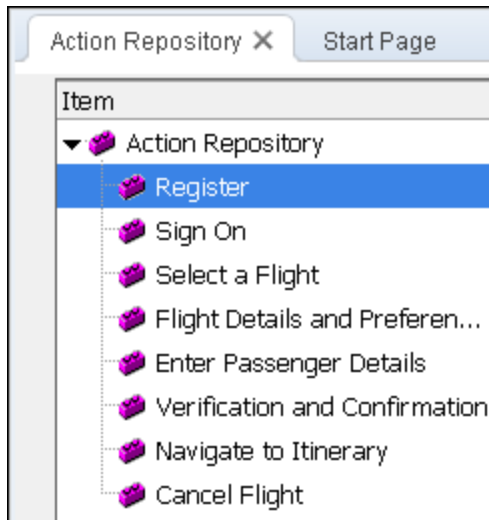 Action Repository
Start Page
Item
Action Repository
Register
Sign On
Select a Flight
Flight Details and Preferen...
Enter Passenger Details
Verification and Confirmation
Navigate to Itinerary
Cancel Flight